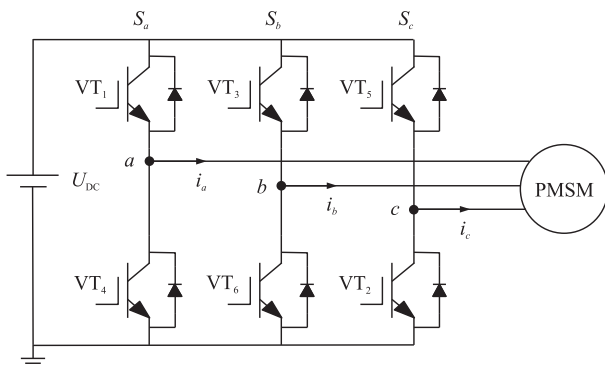 Sa Sb Sc
VT1 VT3 VT5
a
UDC
ia
b
ib
c
ic
PMSM
VT4 VT6 VT2